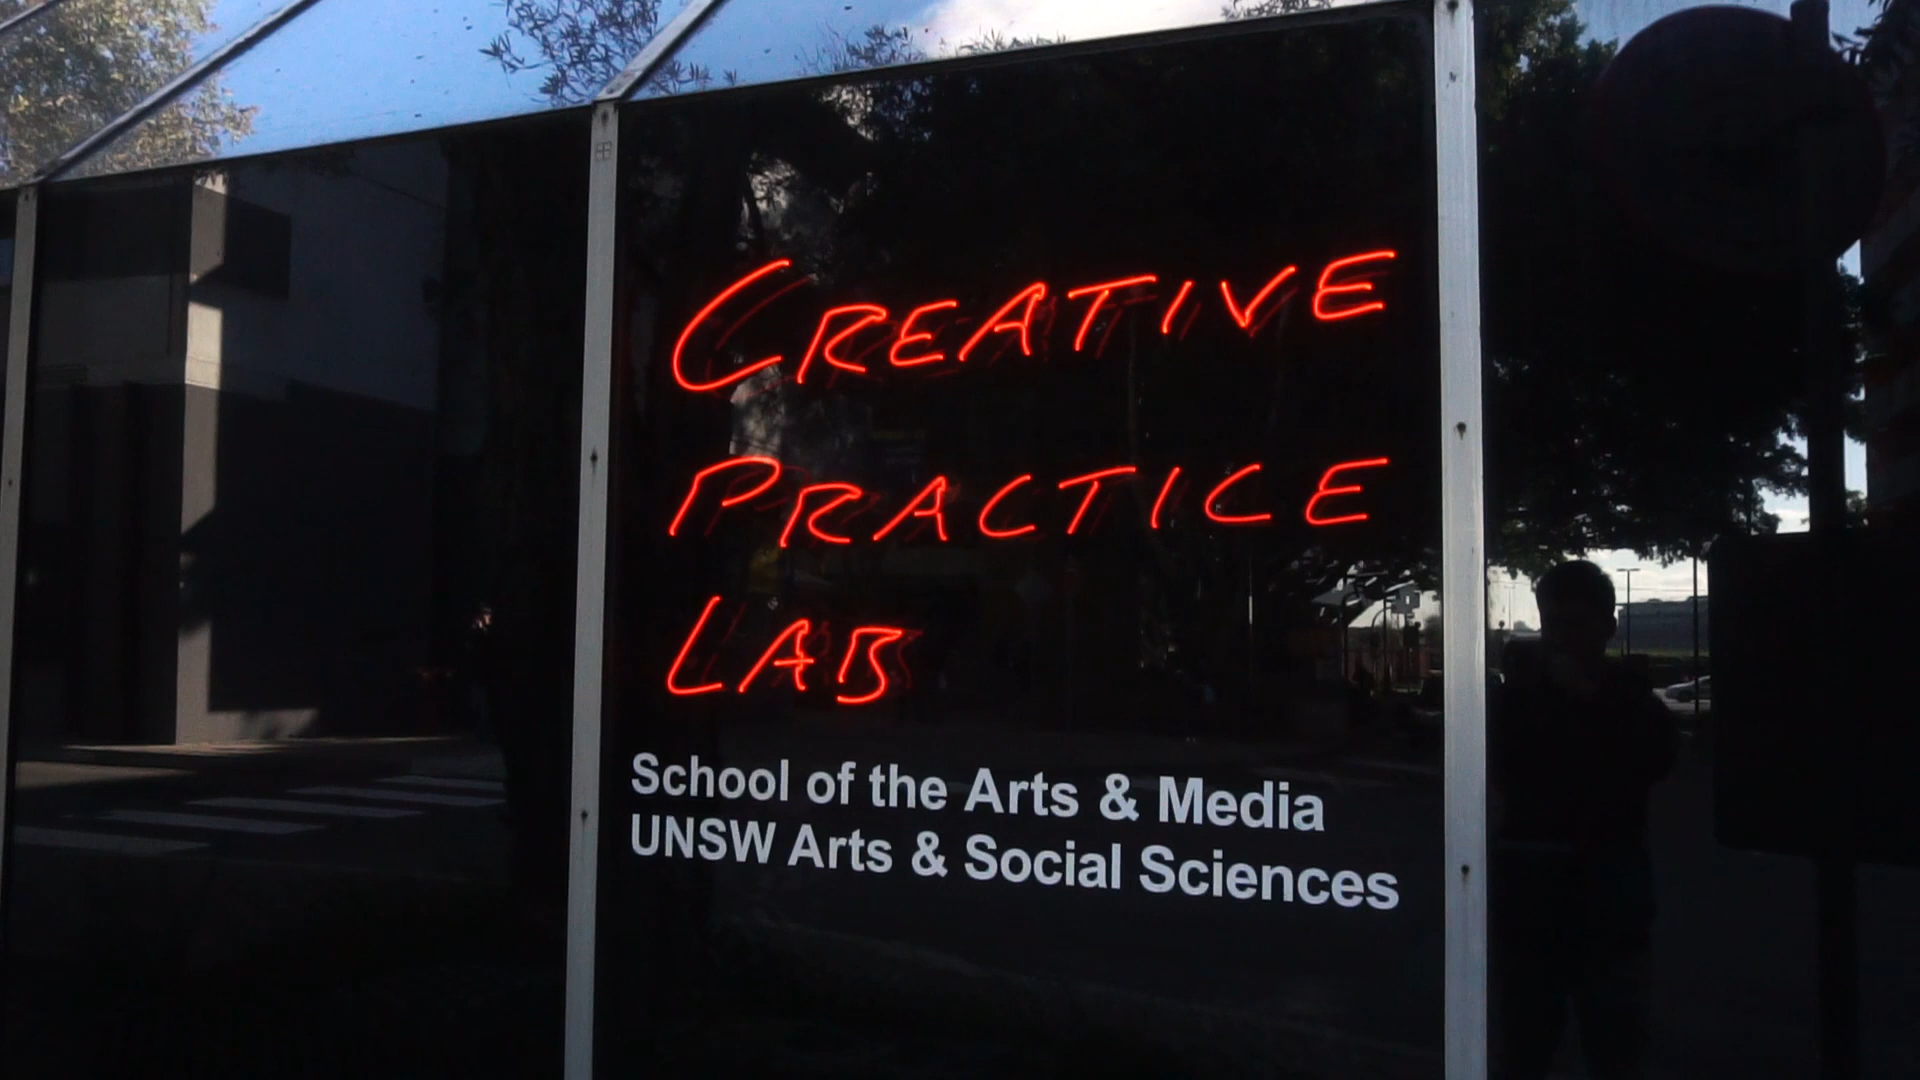 CREATIVE
PRACTICE
LAB
School of the Arts & Media
UNSW Arts & Social Sciences